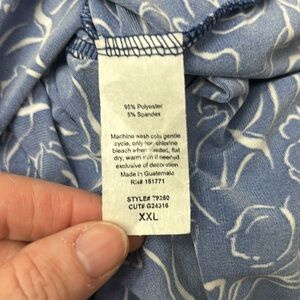 95% Polyester
5% Spandex
Machine wash cold gentle
cycle, only non-chlorine
bleach when needed, flat
dry, warm iron if needed
exclusive of decoration
Made in Guatemala
RN# 151771
STYLE# T9260
CUT# G24316
XXL